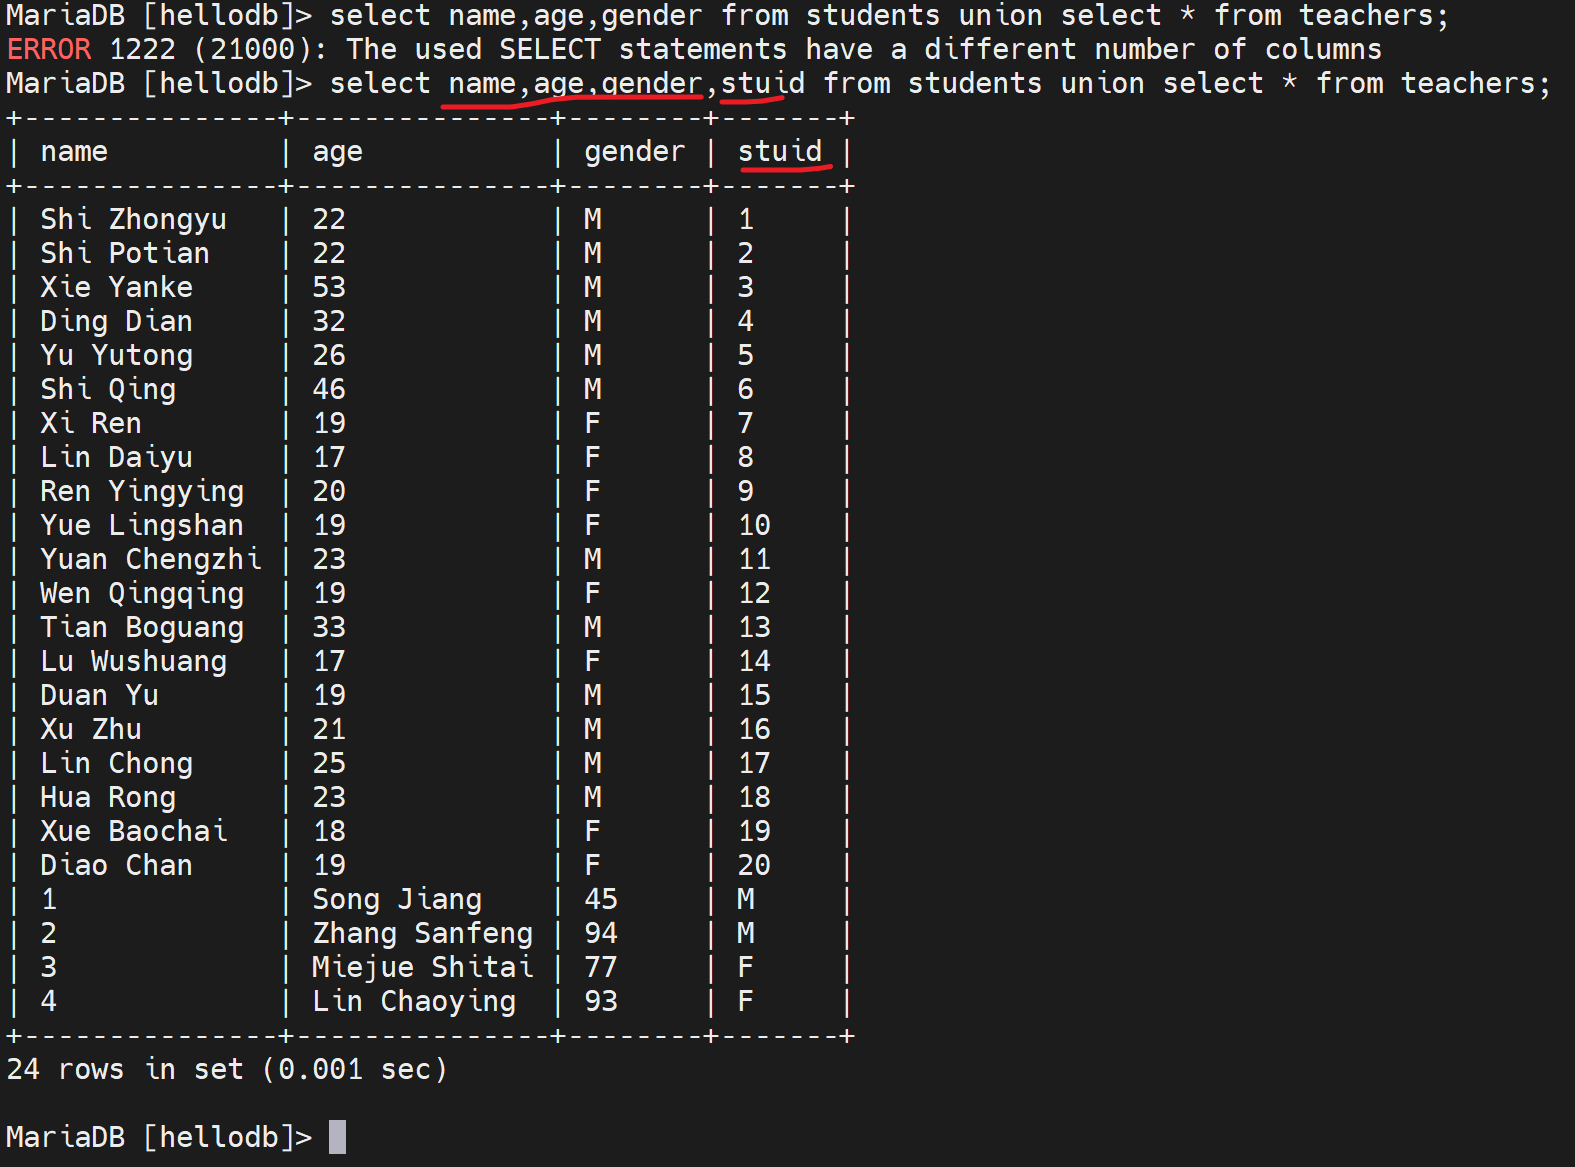 MariaDB [hellodb]> select name,age,gender from students union select * from teachers;
ERROR 1222 (21000): The used SELECT statements have a different number of columns
MariaDB [hellodb]> select name,age,gender,stuid from students union select * from teachers;
+---------------+---------------+--------+-------+
| name          | age           | gender | stuid |
+---------------+---------------+--------+-------+
| Shi Zhongyu   | 22            | M      | 1     |
| Shi Potian    | 22            | M      | 2     |
| Xie Yanke     | 53            | M      | 3     |
| Ding Dian     | 32            | M      | 4     |
| Yu Yutong     | 26            | M      | 5     |
| Shi Qing      | 46            | M      | 6     |
| Xi Ren        | 19            | F      | 7     |
| Lin Daiyu     | 17            | F      | 8     |
| Ren Yingying  | 20            | F      | 9     |
| Yue Lingshan  | 19            | F      | 10    |
| Yuan Chengzhi | 23            | M      | 11    |
| Wen Qingqing  | 19            | F      | 12    |
| Tian Boguang  | 33            | M      | 13    |
| Lu Wushuang   | 17            | F      | 14    |
| Duan Yu       | 19            | M      | 15    |
| Xu Zhu        | 21            | M      | 16    |
| Lin Chong     | 25            | M      | 17    |
| Hua Rong      | 23            | M      | 18    |
| Xue Baochai   | 18            | F      | 19    |
| Diao Chan     | 19            | F      | 20    |
| 1             | Song Jiang    | 45     | M     |
| 2             | Zhang Sanfeng | 94     | M     |
| 3             | Miejue Shitai | 77     | F     |
| 4             | Lin Chaoying  | 93     | F     |
+---------------+---------------+--------+-------+
24 rows in set (0.001 sec)
MariaDB [hellodb]>